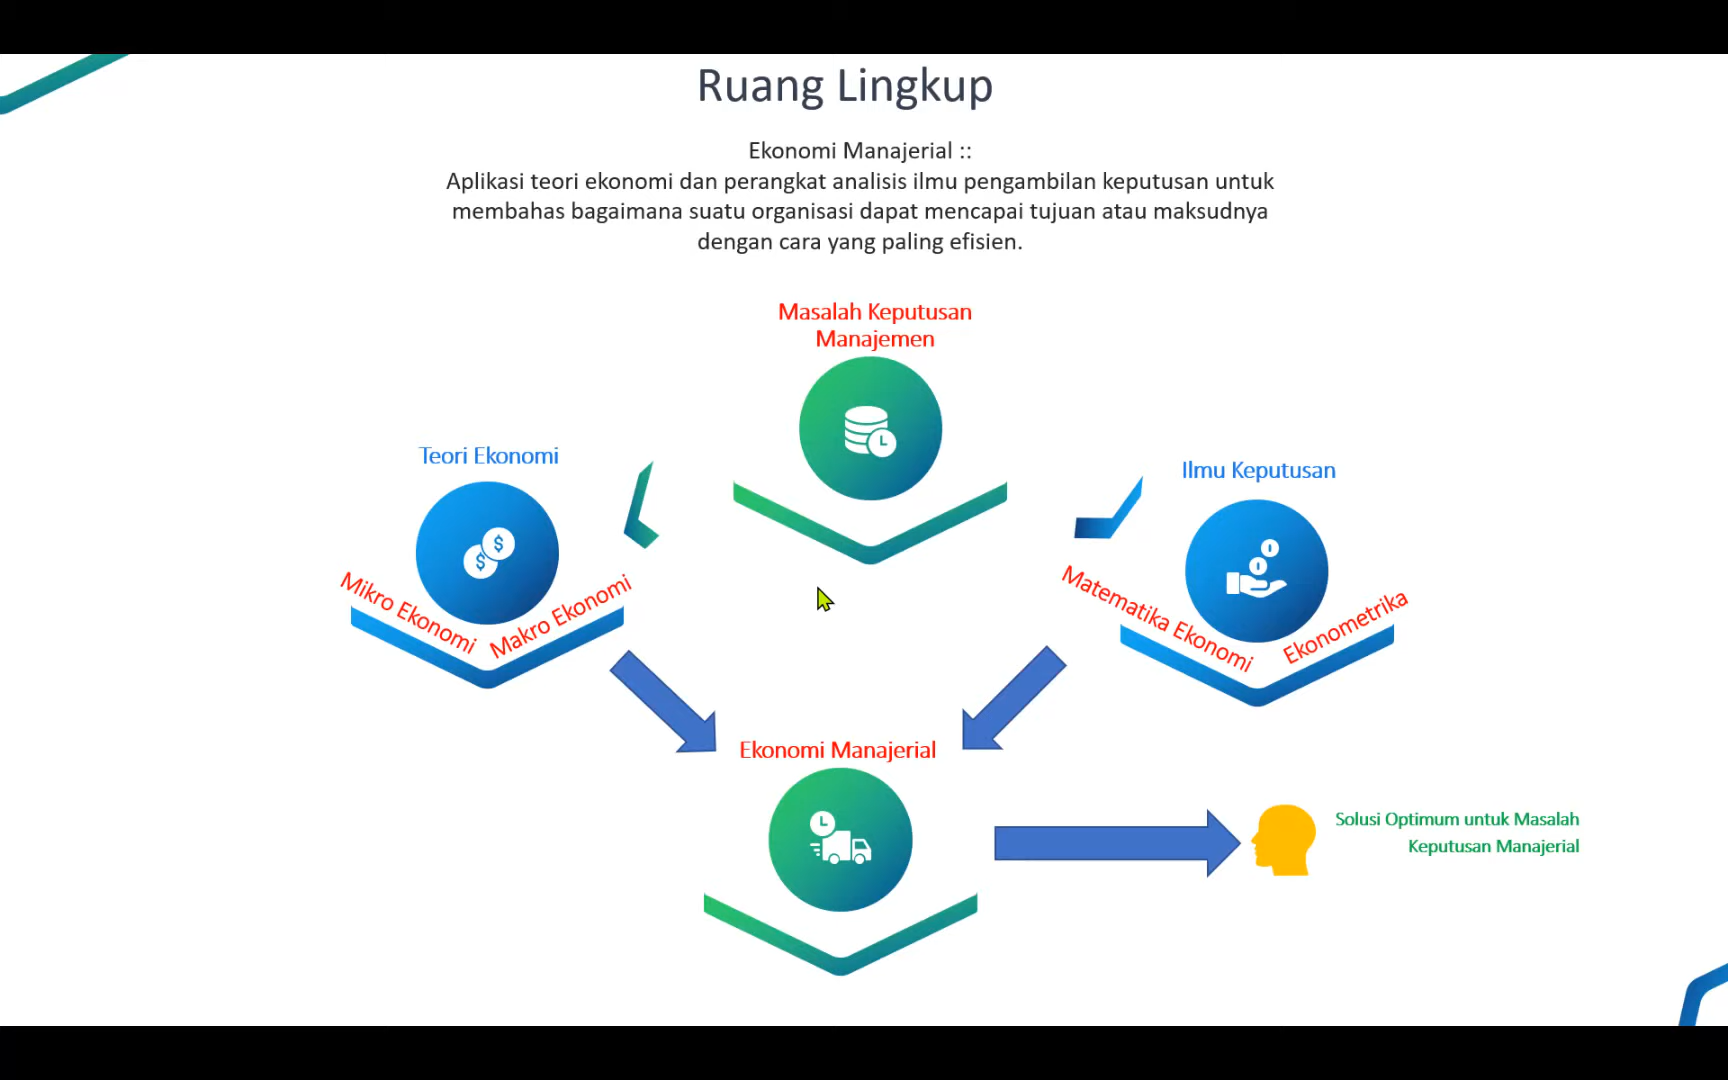 Ruang Lingkup
Ekonomi Manajerial ::
Aplikasi teori ekonomi dan perangkat analisis ilmu pengambilan keputusan untuk
membahas bagaimana suatu organisasi dapat mencapai tujuan atau maksudnya
dengan cara yang paling efisien.
Masalah Keputusan
Manajemen
Teori Ekonomi
Ilmu Keputusan
Mikro Ekonomi
Makro Ekonomi
Matematika Ekonomi
Ekonometrika
Ekonomi Manajerial
Solusi Optimum untuk Masalah
Keputusan Manajerial